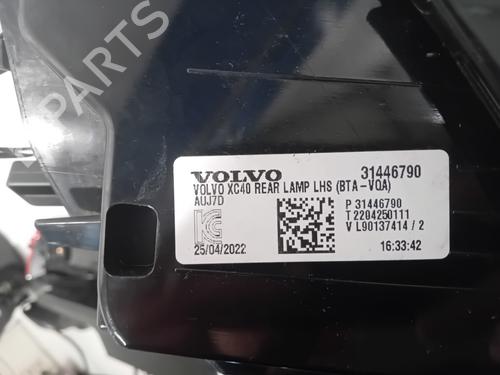 B-PARTS
VOLVO 31446790
VOLVO XC40 REAR LAMP LHS (BTA-VQA)
AUJ7D P 31446790
T 2204250111
V L90137414 / 2
25/04/2022 16:33:42